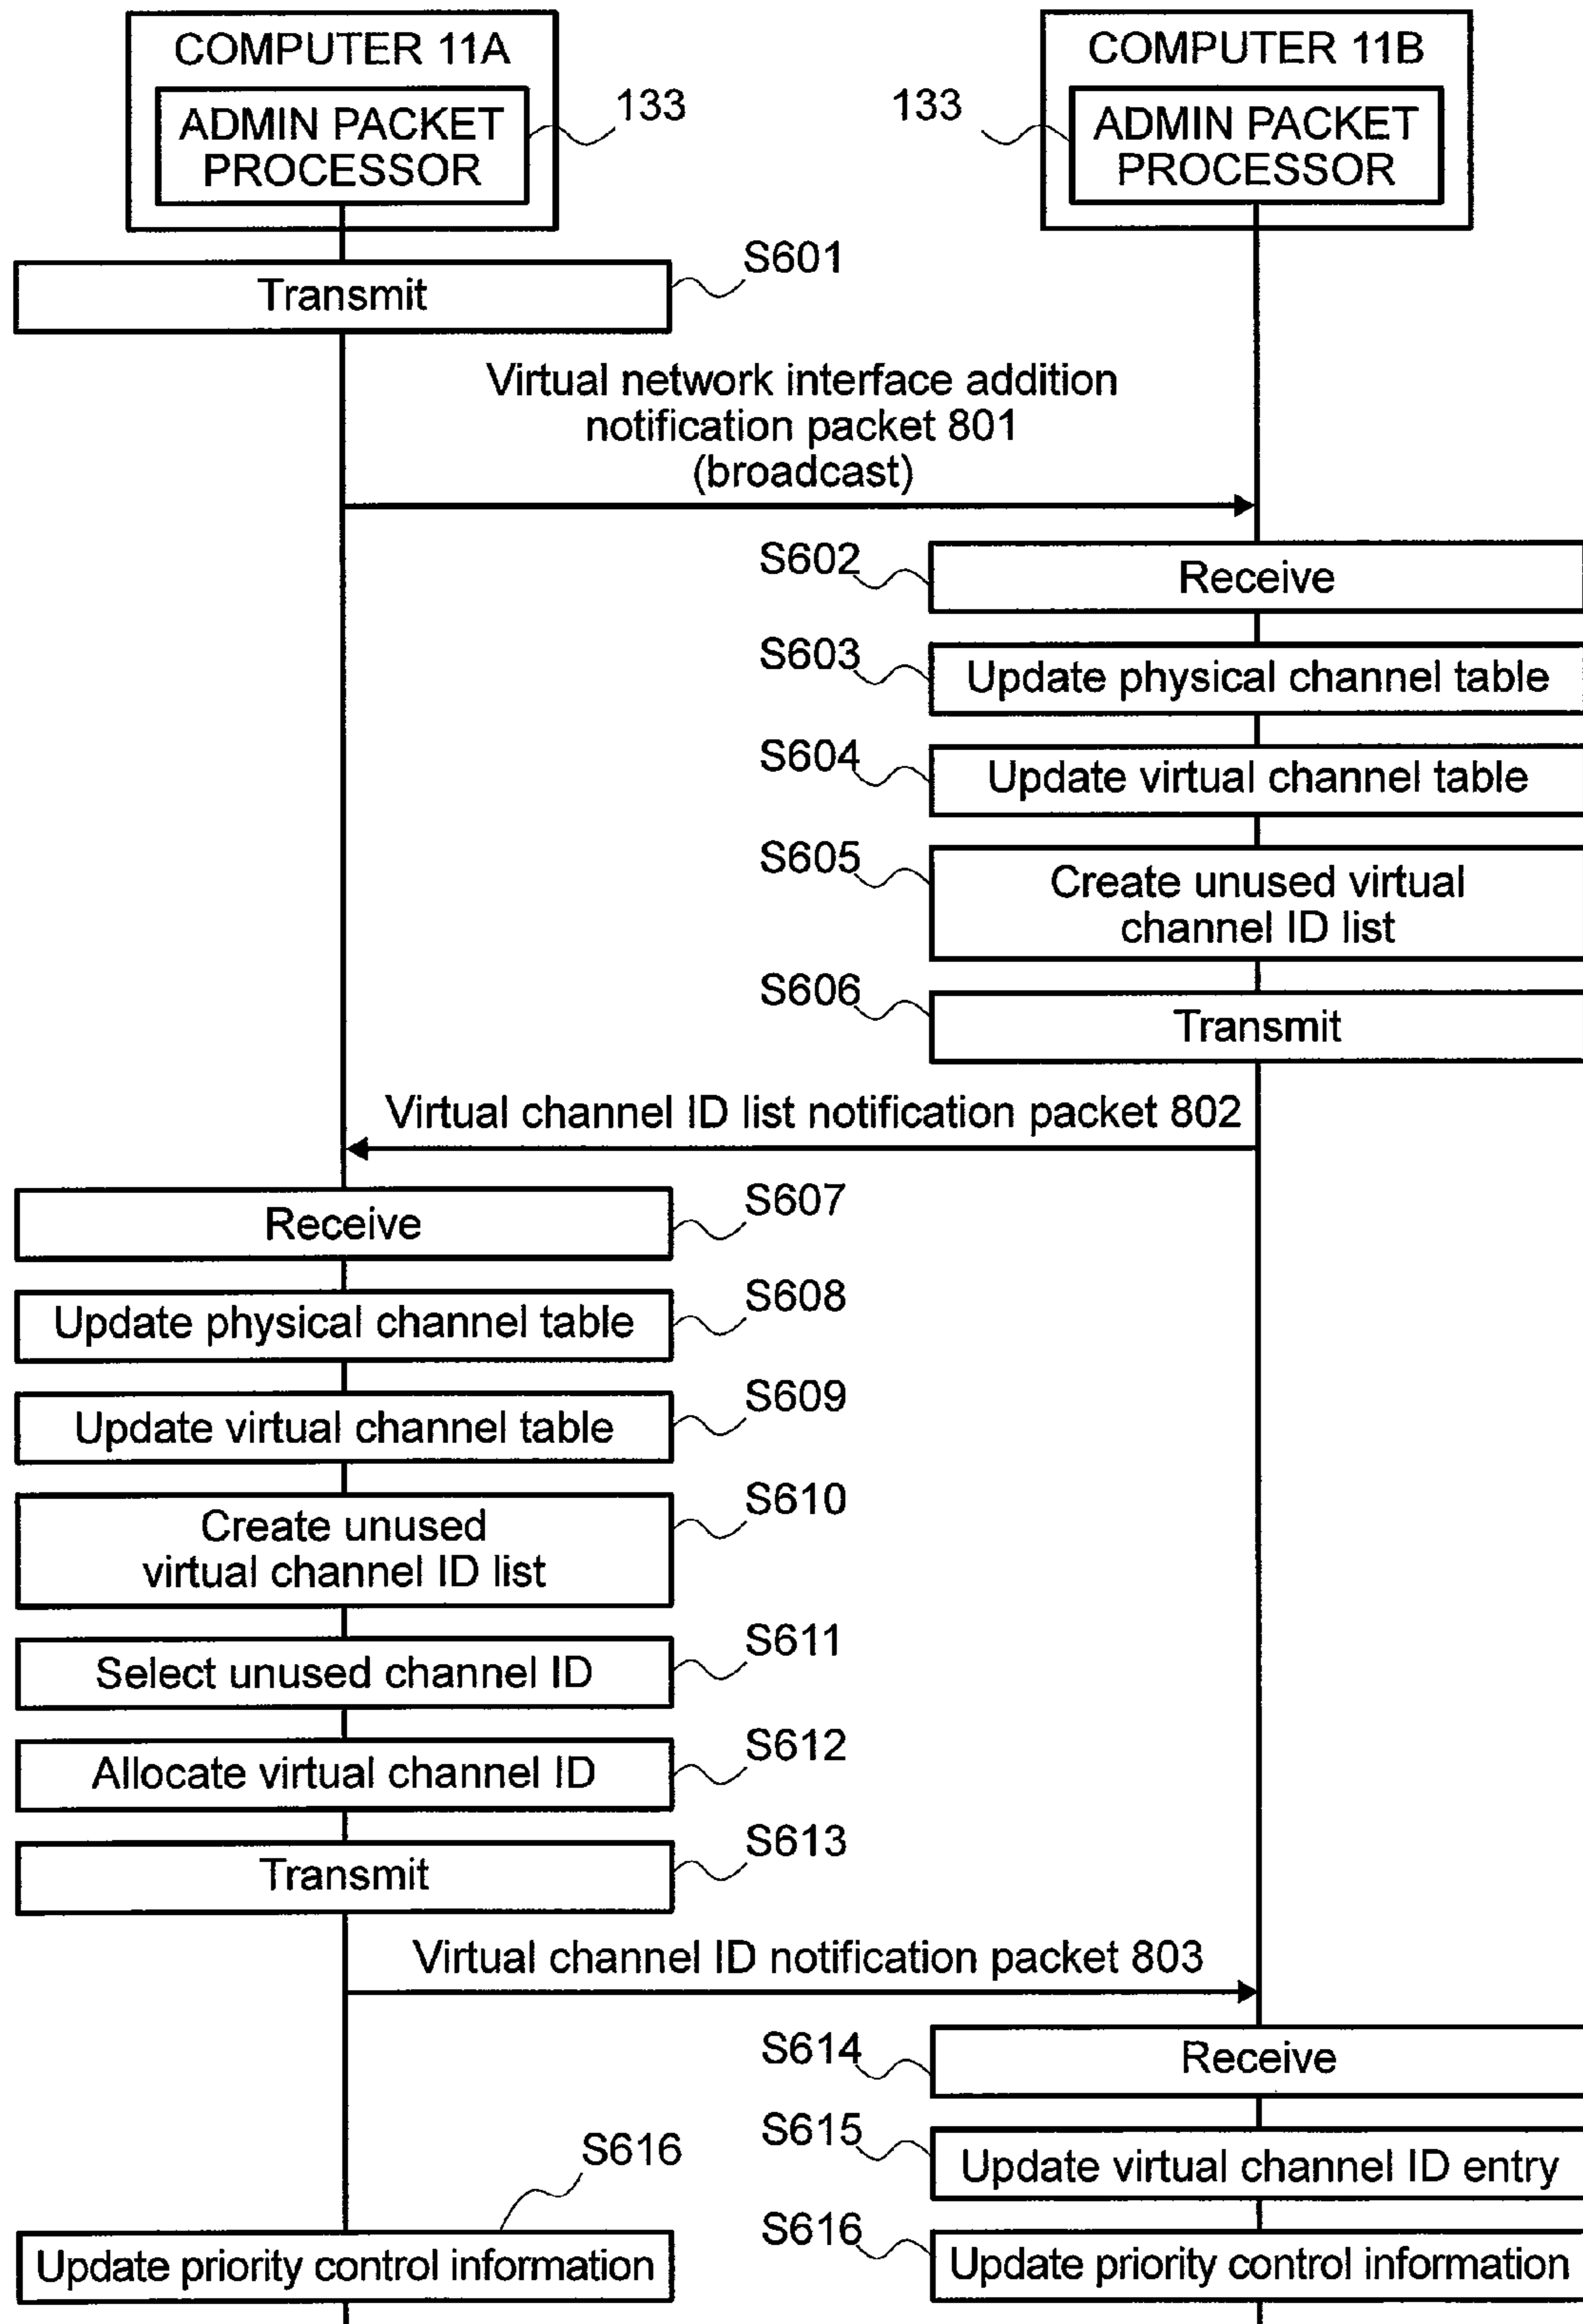 COMPUTER 11A
ADMIN PACKET
PROCESSOR
133
COMPUTER 11B
ADMIN PACKET
PROCESSOR
133
Transmit
S601
Virtual network interface addition
notification packet 801
(broadcast)
S602
Receive
S603
Update physical channel table
S604
Update virtual channel table
S605
Create unused virtual
channel ID list
S606
Transmit
Virtual channel ID list notification packet 802
Receive
S607
Update physical channel table
S608
Update virtual channel table
S609
Create unused
virtual channel ID list
S610
Select unused channel ID
S611
Allocate virtual channel ID
S612
Transmit
S613
Virtual channel ID notification packet 803
S614
Receive
S615
Update virtual channel ID entry
S616
Update priority control information
S616
Update priority control information